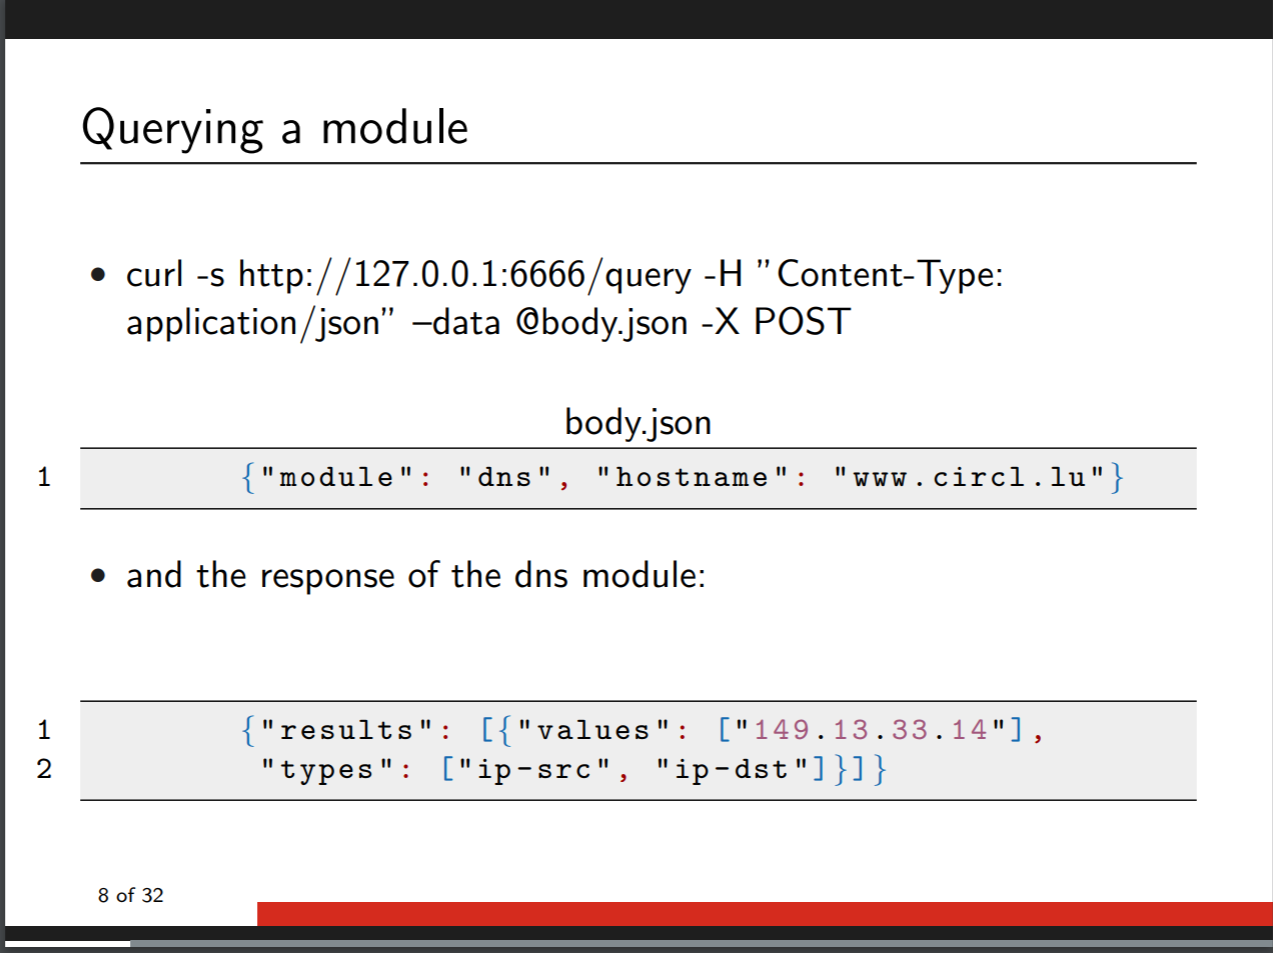 Querying a module
• curl -s http://127.0.0.1:6666/query -H ”Content-Type:
application/json” –data @body.json -X POST
body.json
1 {"module": "dns", "hostname": "www.circl.lu"}
• and the response of the dns module:
1 {"results": [{"values": ["149.13.33.14"],
2 "types": ["ip-src", "ip-dst"]}]}
8 of 32